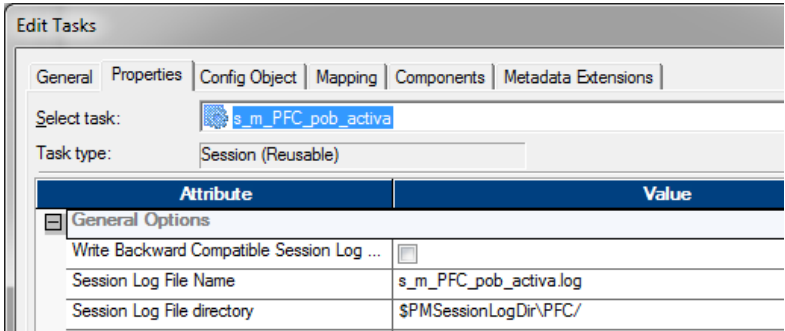 Edit Tasks
General Properties Config Object Mapping Components Metadata Extensions
Select task: s_m_PFC_pob_activa
Task type: Session (Reusable)
Attribute Value
General Options
Write Backward Compatible Session Log ...
Session Log File Name s_m_PFC_pob_activa.log
Session Log File directory $PMSessionLogDir\PFC/